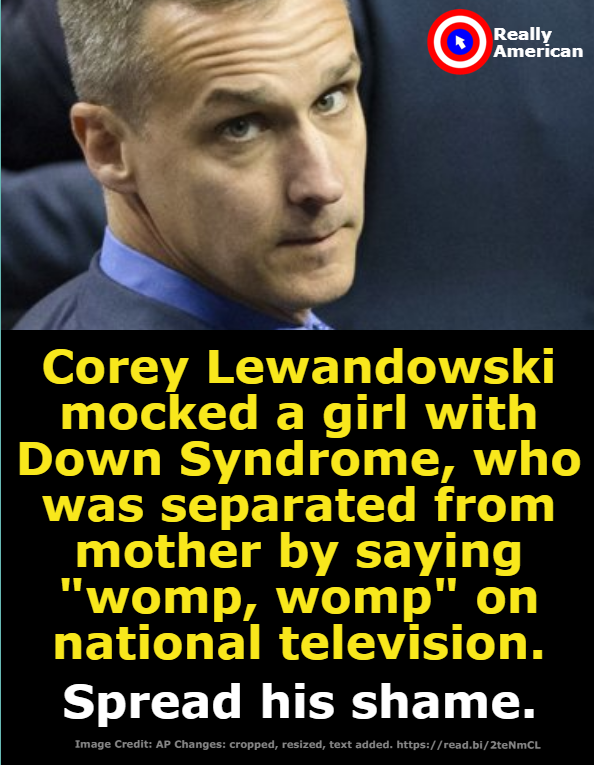 Really
American
Corey Lewandowski
mocked a girl with
Down Syndrome, who
was separated from
mother by saying
"womp, womp" on
national television.
Spread his shame.
Image Credit: AP Changes: cropped, resized, text added. https://read.bi/2teNmCL